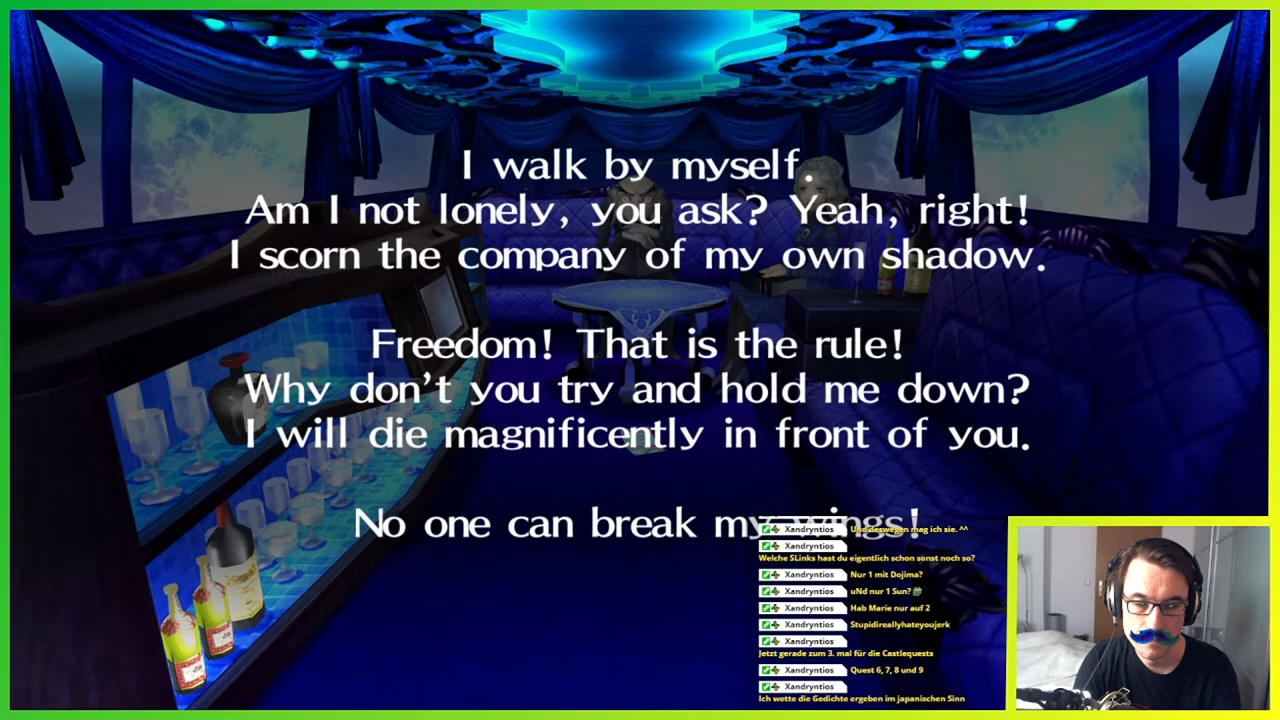 I walk by myself.
Am I not lonely, you ask? Yeah, right!
I scorn the company of my own shadow.
Freedom! That is the rule!
Why don't you try and hold me down?
I will die magnificently in front of you.
No one can break my wings!
Xandryntios Und deswegen mag ich sie. ^^
Xandryntios
Welche SLinks hast du eigentlich schon sonst noch so?
Xandryntios Nur 1 mit Dojima?
Xandryntios uNd nur 1 Sun?
Xandryntios Hab Marie nur auf 2
Xandryntios Stupidireallyhateyoujerk
Xandryntios
Jetzt gerade zum 3. mal für die Castlequests
Xandryntios Quest 6, 7, 8 und 9
Xandryntios
Ich wette die Gedichte ergeben im japanischen Sinn